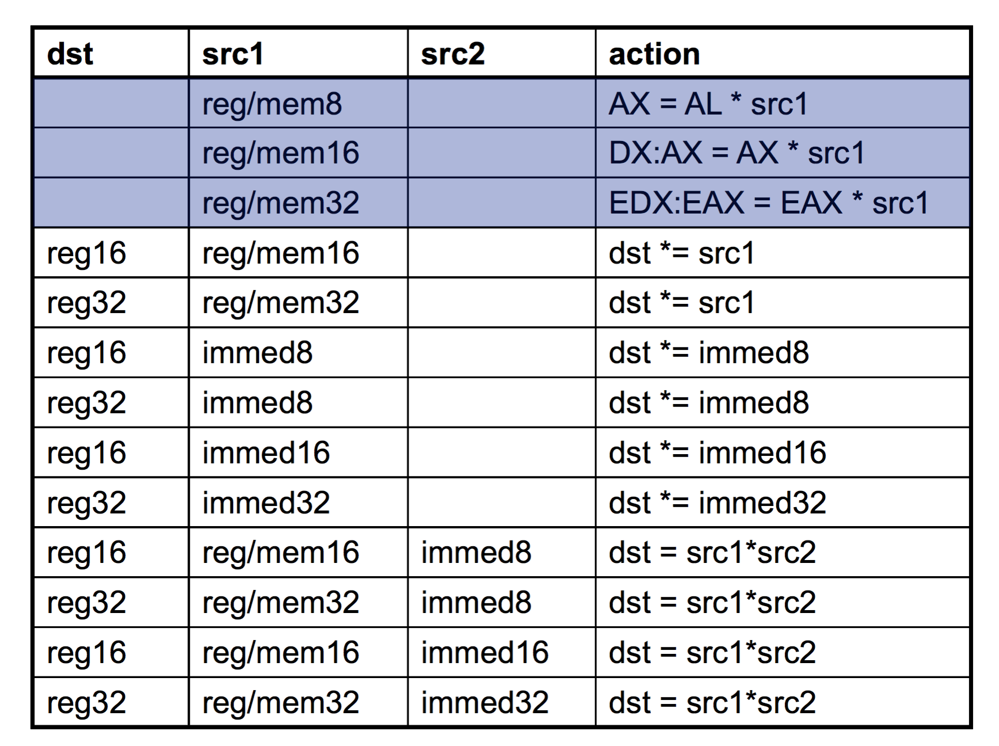 dst src1 src2 action
reg/mem8 AX = AL * src1
reg/mem16 DX:AX = AX * src1
reg/mem32 EDX:EAX = EAX * src1
reg16 reg/mem16 dst *= src1
reg32 reg/mem32 dst *= src1
reg16 immed8 dst *= immed8
reg32 immed8 dst *= immed8
reg16 immed16 dst *= immed16
reg32 immed32 dst *= immed32
reg16 reg/mem16 immed8 dst = src1*src2
reg32 reg/mem32 immed8 dst = src1*src2
reg16 reg/mem16 immed16 dst = src1*src2
reg32 reg/mem32 immed32 dst = src1*src2